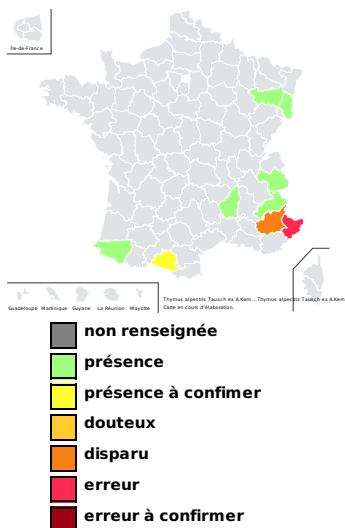 Île-de-France
Guadeloupe Martinique Guyane La Réunion Mayotte
Thymus alpestris Tausch ex A.Kern. , Thymus alpestris Tausch ex A.Kern
Carte en cours d'élaboration.
non renseignée
présence
présence à confimer
douteux
disparu
erreur
erreur à confirmer